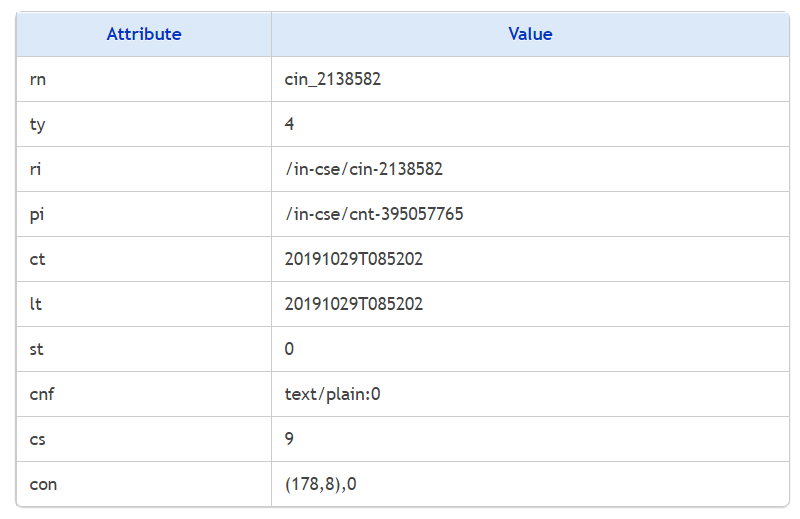 Attribute Value
rn cin_2138582
ty 4
ri /in-cse/cin-2138582
pi /in-cse/cnt-395057765
ct 20191029T085202
lt 20191029T085202
st 0
cnf text/plain:0
cs 9
con (178,8),0